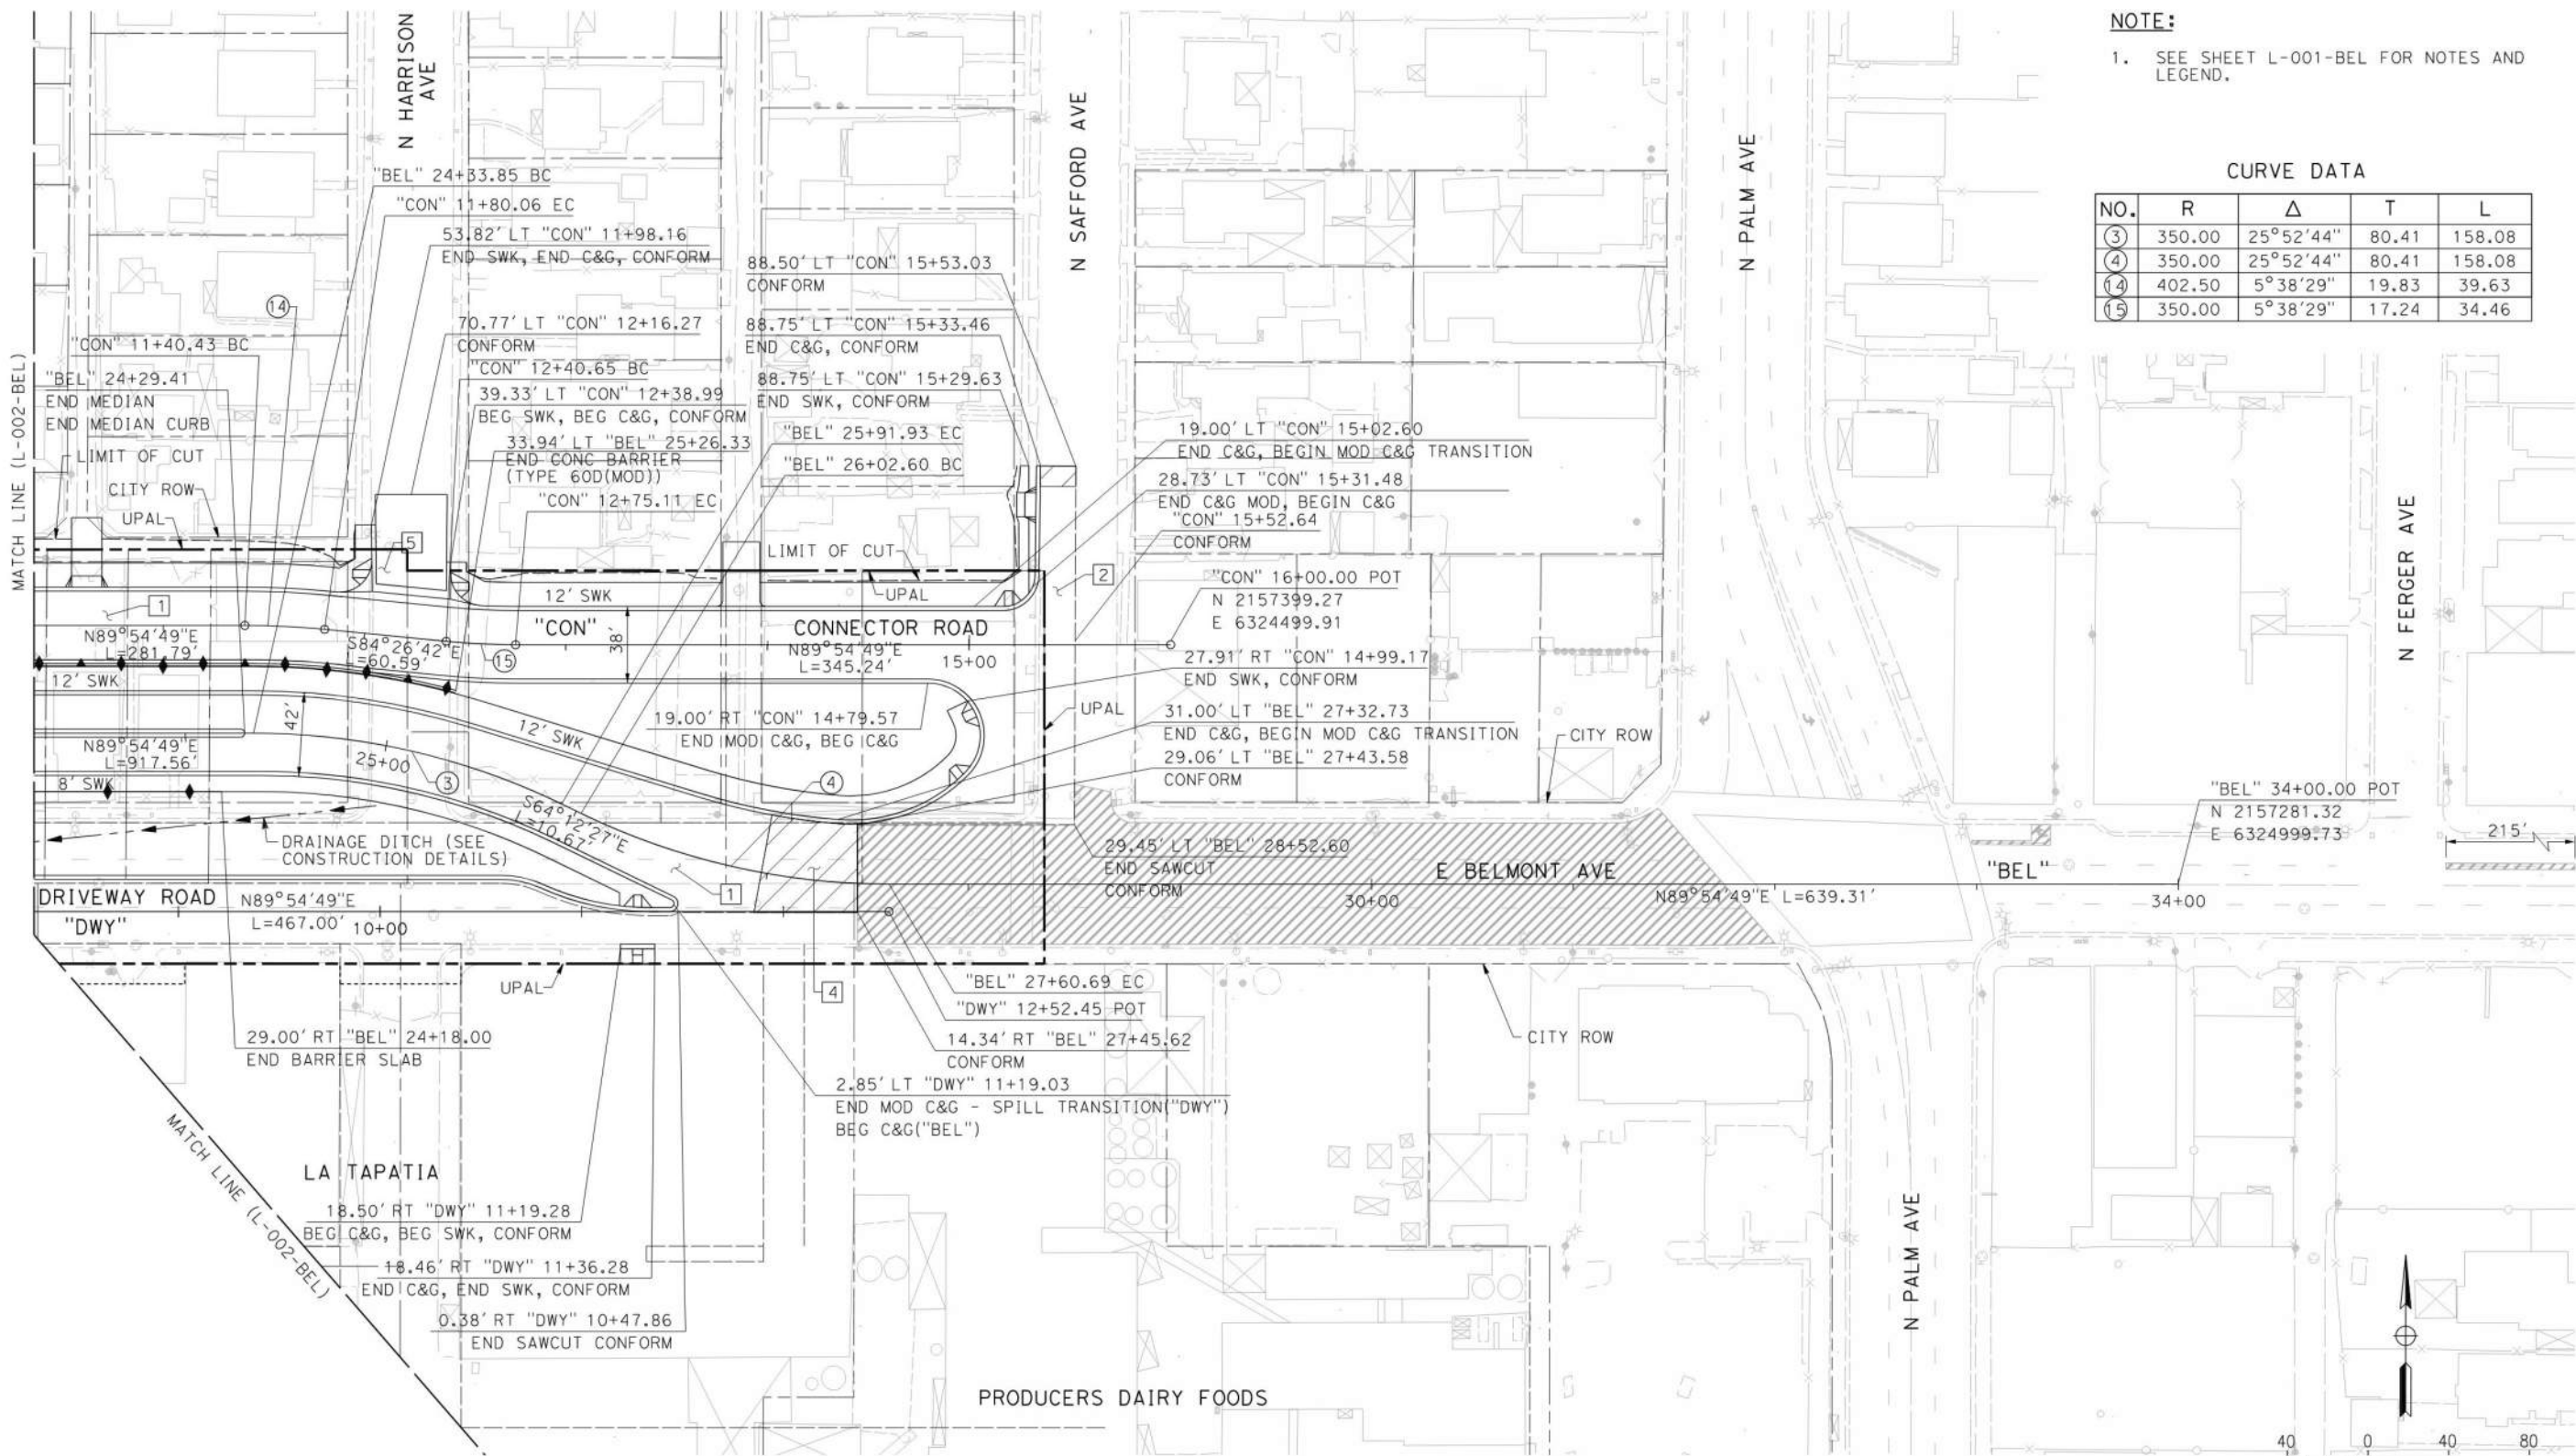 NOTE:
1. SEE SHEET L-001-BEL FOR NOTES AND
LEGEND.
CURVE DATA
NO. R Δ T L
3 350.00 25°52'44" 80.41 158.08
4 350.00 25°52'44" 80.41 158.08
14 402.50 5°38'29" 19.83 39.63
15 350.00 5°38'29" 17.24 34.46
N HARRISON
AVE
N SAFFORD AVE
N PALM AVE
N FERGER AVE
MATCH LINE (L-002-BEL)
"BEL" 24+33.85 BC
"CON" 11+80.06 EC
53.82' LT "CON" 11+98.16
END SWK, END C&G, CONFORM
14
70.77' LT "CON" 12+16.27
CONFORM
"CON" 11+40.43 BC
"CON" 12+40.65 BC
"BEL" 24+29.41
END MEDIAN
END MEDIAN CURB
39.33' LT "CON" 12+38.99
BEG SWK, BEG C&G, CONFORM
33.94' LT "BEL" 25+26.33
END CONC BARRIER
(TYPE 60D(MOD))
"CON" 12+75.11 EC
88.50' LT "CON" 15+53.03
CONFORM
88.75' LT "CON" 15+33.46
END C&G, CONFORM
88.75' LT "CON" 15+29.63
END SWK, CONFORM
"BEL" 25+91.93 EC
"BEL" 26+02.60 BC
19.00' LT "CON" 15+02.60
END C&G, BEGIN MOD C&G TRANSITION
28.73' LT "CON" 15+31.48
END C&G MOD, BEGIN C&G
"CON" 15+52.64
CONFORM
LIMIT OF CUT
CITY ROW
UPAL
5
LIMIT OF CUT
UPAL
2
"CON" 16+00.00 POT
N 2157399.27
E 6324499.91
1
12' SWK
"CON"
38'
CONNECTOR ROAD
N89°54'49"E
L=345.24'
15+00
N89°54'49"E
L=281.79'
S84°26'42"E
L=60.59'
15
12' SWK
27.91' RT "CON" 14+99.17
END SWK, CONFORM
UPAL
31.00' LT "BEL" 27+32.73
END C&G, BEGIN MOD C&G TRANSITION
29.06' LT "BEL" 27+43.58
CONFORM
CITY ROW
42'
12' SWK
19.00' RT "CON" 14+79.57
END MOD C&G, BEG C&G
N89°54'49"E
L=917.56'
25+00
3
4
8' SWK
S64°12'27"E
L=10.67'
DRAINAGE DITCH (SEE
CONSTRUCTION DETAILS)
29.45' LT "BEL" 28+52.60
END SAWCUT
CONFORM
"BEL" 34+00.00 POT
N 2157281.32
E 6324999.73
215'
E BELMONT AVE
"BEL"
30+00
N89°54'49"E L=639.31'
34+00
DRIVEWAY ROAD
N89°54'49"E
"DWY"
L=467.00'
10+00
1
UPAL
4
"BEL" 27+60.69 EC
"DWY" 12+52.45 POT
14.34' RT "BEL" 27+45.62
CONFORM
CITY ROW
29.00' RT "BEL" 24+18.00
END BARRIER SLAB
2.85' LT "DWY" 11+19.03
END MOD C&G - SPILL TRANSITION("DWY")
BEG C&G("BEL")
MATCH LINE (L-002-BEL)
LA TAPATIA
18.50' RT "DWY" 11+19.28
BEG C&G, BEG SWK, CONFORM
18.46' RT "DWY" 11+36.28
END C&G, END SWK, CONFORM
0.38' RT "DWY" 10+47.86
END SAWCUT CONFORM
PRODUCERS DAIRY FOODS
N PALM AVE
40 0 40 80